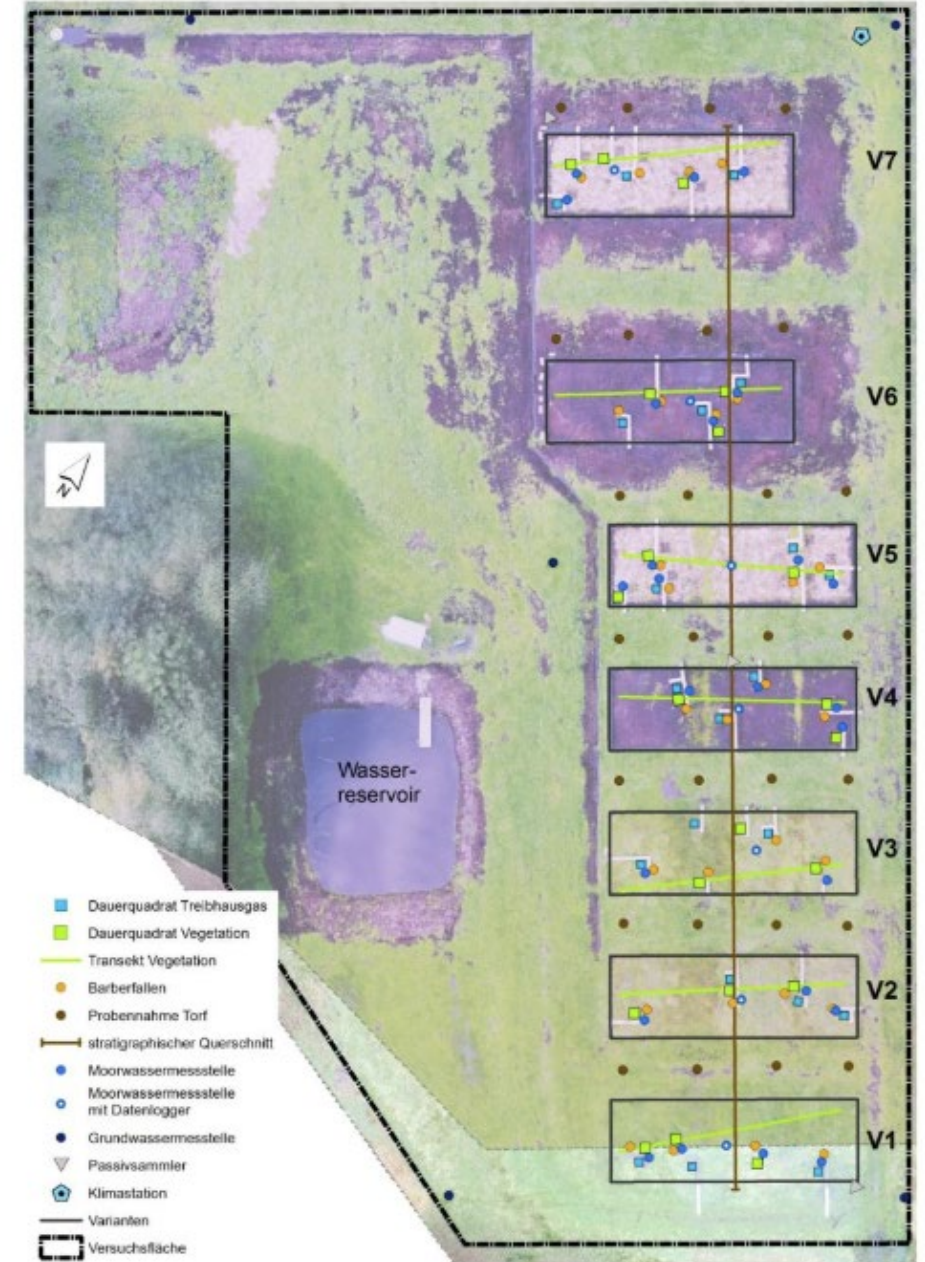 V7
V6
V5
V4
Wasser-
reservoir
V3
V2
V1
N
Dauerquadrat Treibhausgas
Dauerquadrat Vegetation
Transekt Vegetation
Barberfallen
Probennahme Torf
stratigraphischer Querschnitt
Moorwassermessstelle
Moorwassermessstelle
mit Datenlogger
Grundwassermesstelle
Passivsammler
Klimastation
Varianten
Versuchsfläche